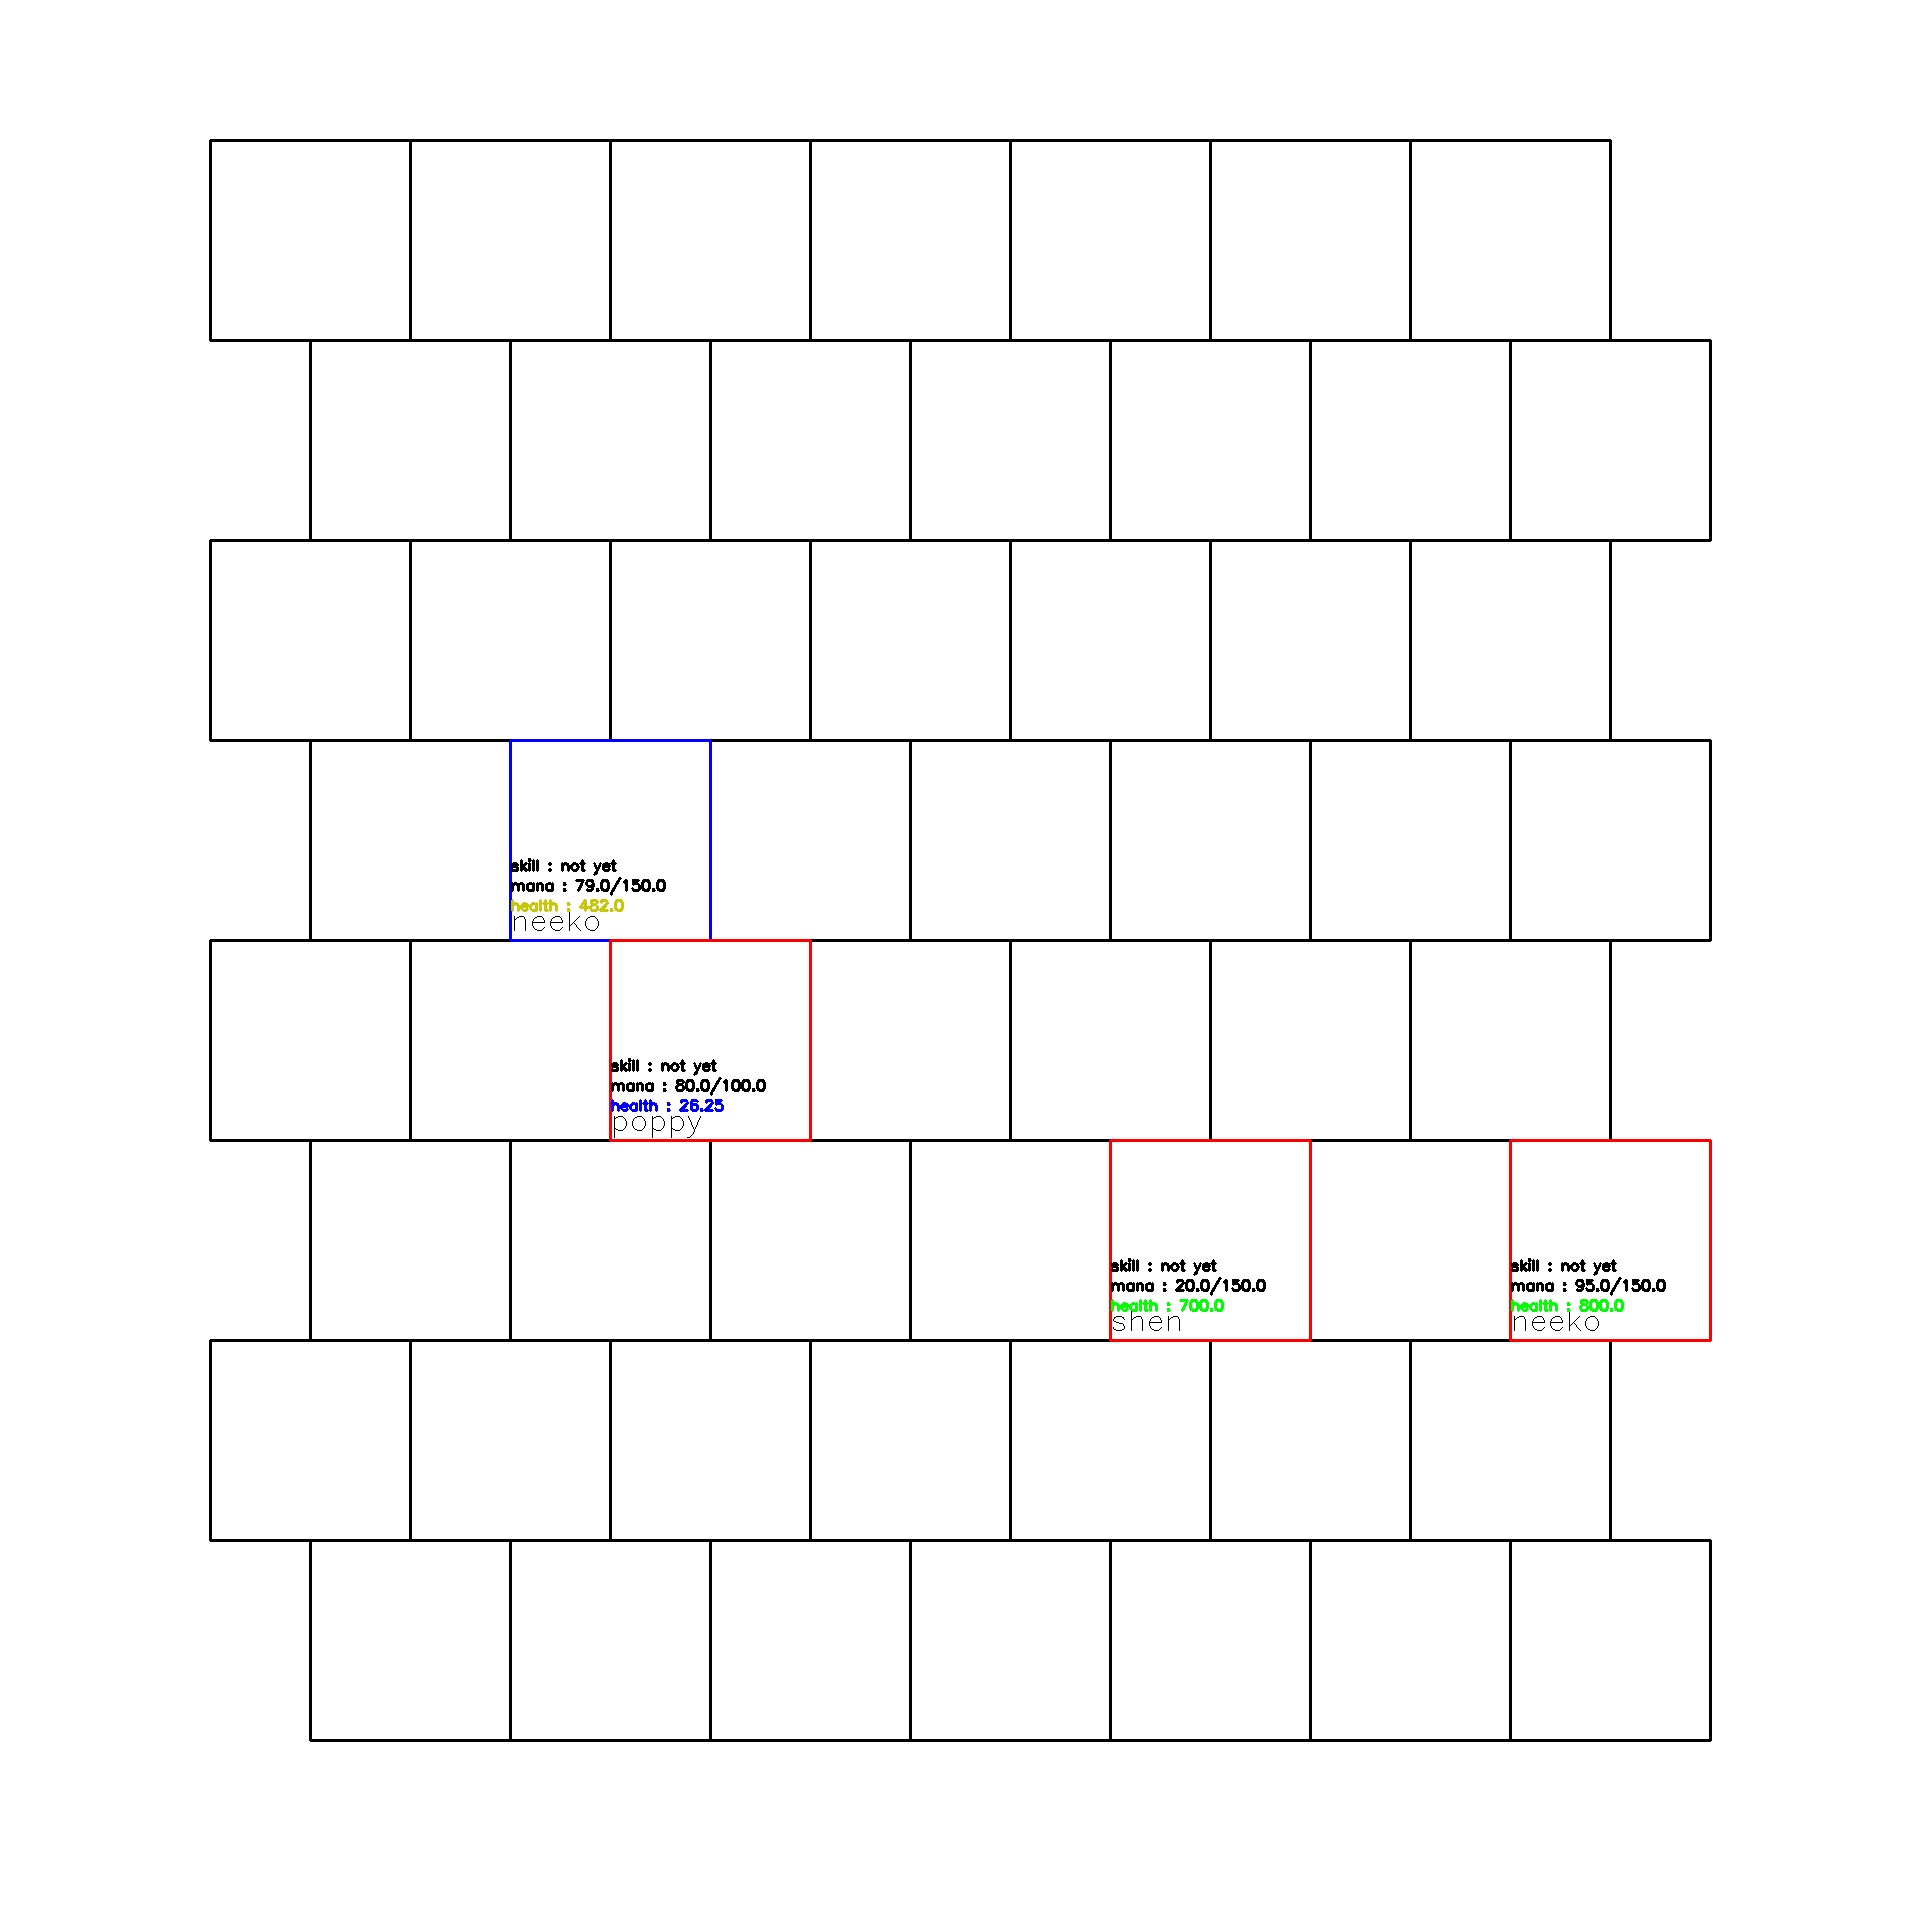 skill : not yet
mana : 79.0/150.0
health : 482.0
neeko
skill : not yet
mana : 80.0/100.0
health : 26.25
poppy
skill : not yet
mana : 20.0/150.0
health : 700.0
shen
skill : not yet
mana : 95.0/150.0
health : 800.0
neeko